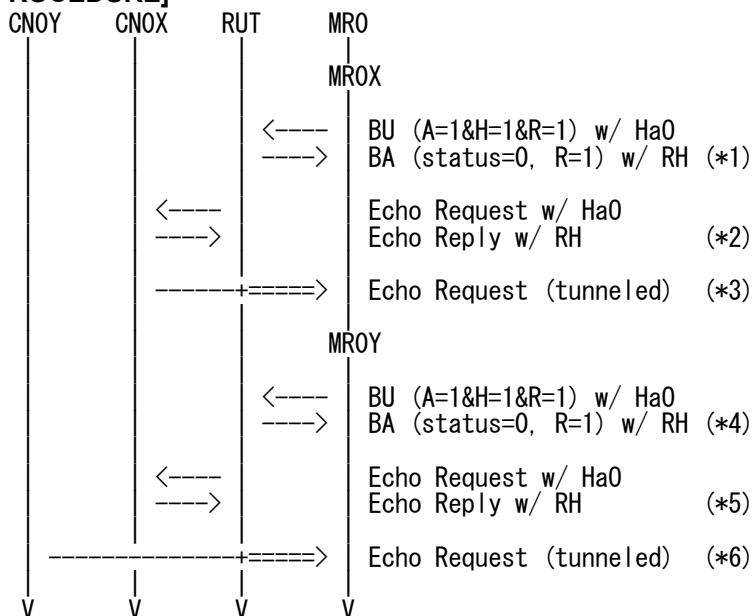 CNOY CNOX RUT MRO
MROX
<---- BU (A=1&H=1&R=1) w/ HaO
----> BA (status=0, R=1) w/ RH (*1)
<---- Echo Request w/ HaO
----> Echo Reply w/ RH (*2)
------+=====> Echo Request (tunneled) (*3)
MROY
<---- BU (A=1&H=1&R=1) w/ HaO
----> BA (status=0, R=1) w/ RH (*4)
<---- Echo Request w/ HaO
----> Echo Reply w/ RH (*5)
-------------+=====> Echo Request (tunneled) (*6)
V V V V